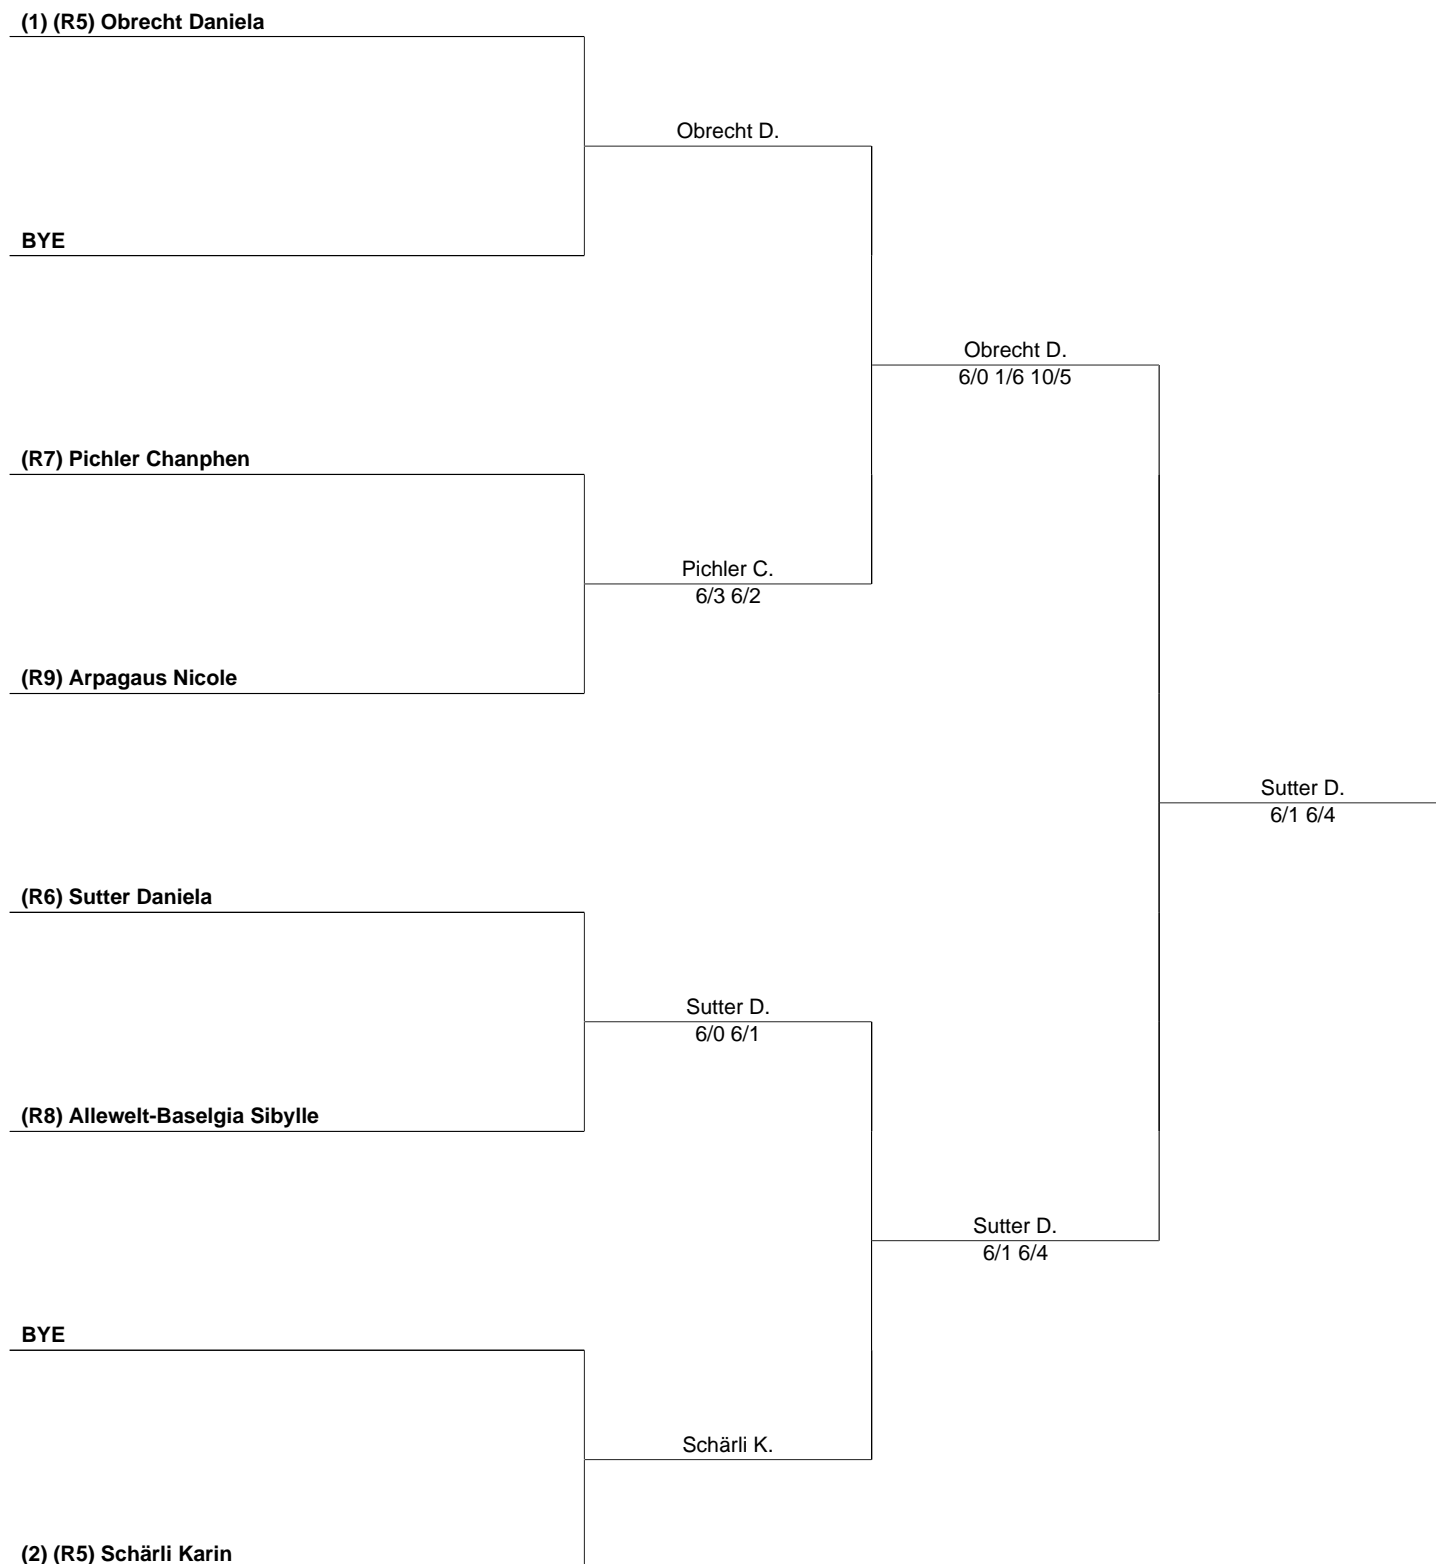 (1) (R5) Obrecht Daniela
Obrecht D.
BYE
Obrecht D.
6/0 1/6 10/5
(R7) Pichler Chanphen
Pichler C.
6/3 6/2
(R9) Arpagaus Nicole
Sutter D.
6/1 6/4
(R6) Sutter Daniela
Sutter D.
6/0 6/1
(R8) Allewelt-Baselgia Sibylle
Sutter D.
6/1 6/4
BYE
Schärli K.
(2) (R5) Schärli Karin